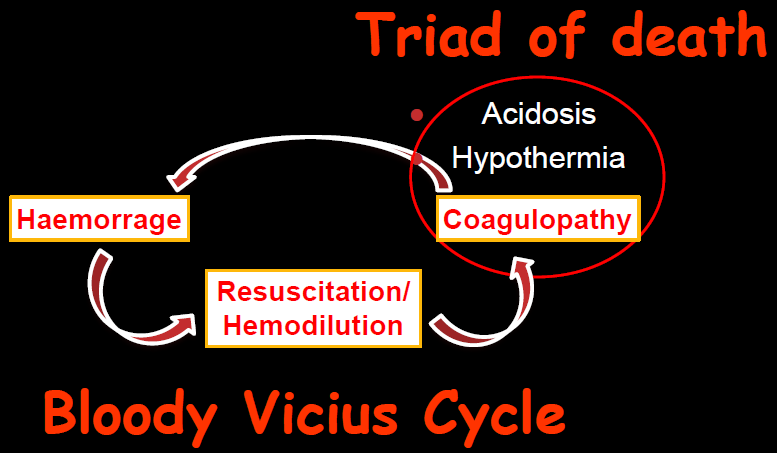 Triad of death
• Acidosis
• Hypothermia
Haemorrage
Coagulopathy
Resuscitation/
Hemodilution
Bloody Vicius Cycle